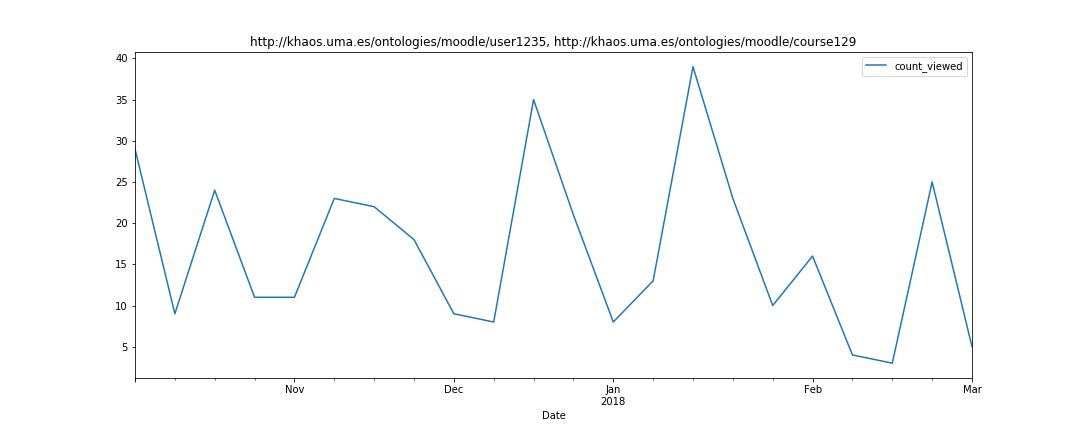 http://khaos.uma.es/ontologies/moodle/user1235, http://khaos.uma.es/ontologies/moodle/course129
count_viewed
40
35
30
25
20
15
10
5
Nov
Dec
Jan
2018
Feb
Mar
Date